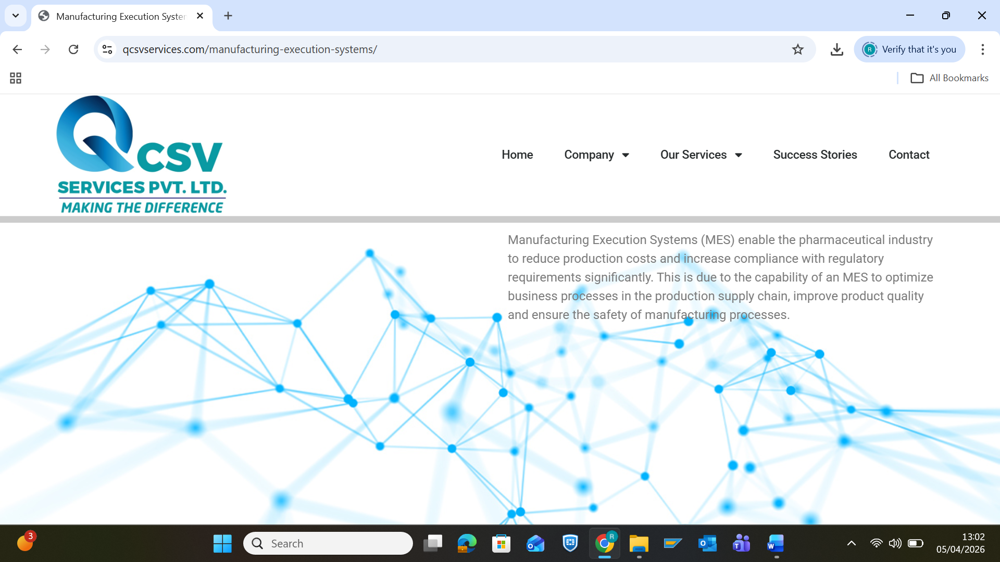 Manufacturing Execution System
qcsvservices.com/manufacturing-execution-systems/
R
Verify that it's you
All Bookmarks
QCSV
SERVICES PVT. LTD.
MAKING THE DIFFERENCE
Home
Company
Our Services
Success Stories
Contact
Manufacturing Execution Systems (MES) enable the pharmaceutical industry
to reduce production costs and increase compliance with regulatory
requirements significantly. This is due to the capability of an MES to optimize
business processes in the production supply chain, improve product quality
and ensure the safety of manufacturing processes.
3
Search
R
13:02
05/04/2026